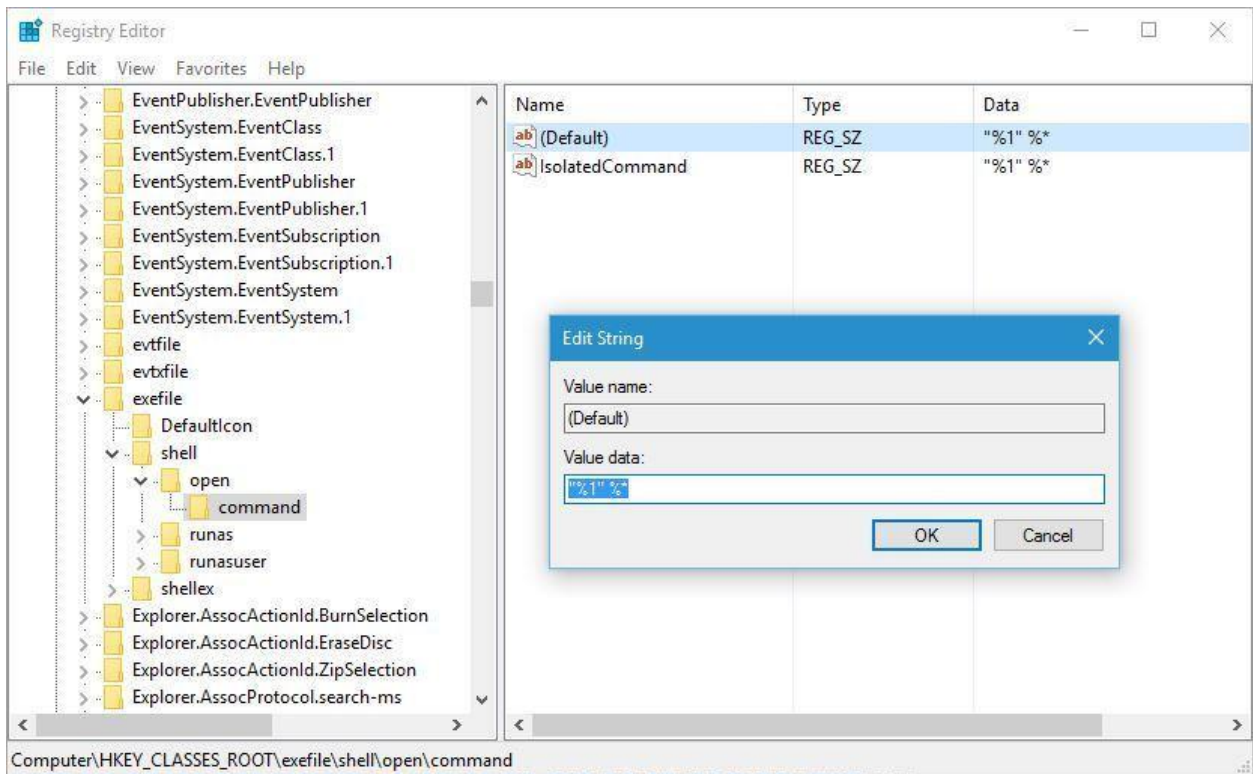 Registry Editor
File Edit View Favorites Help
EventPublisher.EventPublisher
EventSystem.EventClass
EventSystem.EventClass.1
EventSystem.EventPublisher
EventSystem.EventPublisher.1
EventSystem.EventSubscription
EventSystem.EventSubscription.1
EventSystem.EventSystem
EventSystem.EventSystem.1
evtfile
evtxfile
exefile
DefaultIcon
shell
open
command
runas
runasuser
shellex
Explorer.AssocActionId.BurnSelection
Explorer.AssocActionId.EraseDisc
Explorer.AssocActionId.ZipSelection
Explorer.AssocProtocol.search-ms
Name Type Data
ab (Default) REG_SZ "%1" %*
ab IsolatedCommand REG_SZ "%1" %*
Edit String
Value name:
(Default)
Value data:
"%1" %*
OK Cancel
Computer\HKEY_CLASSES_ROOT\exefile\shell\open\command